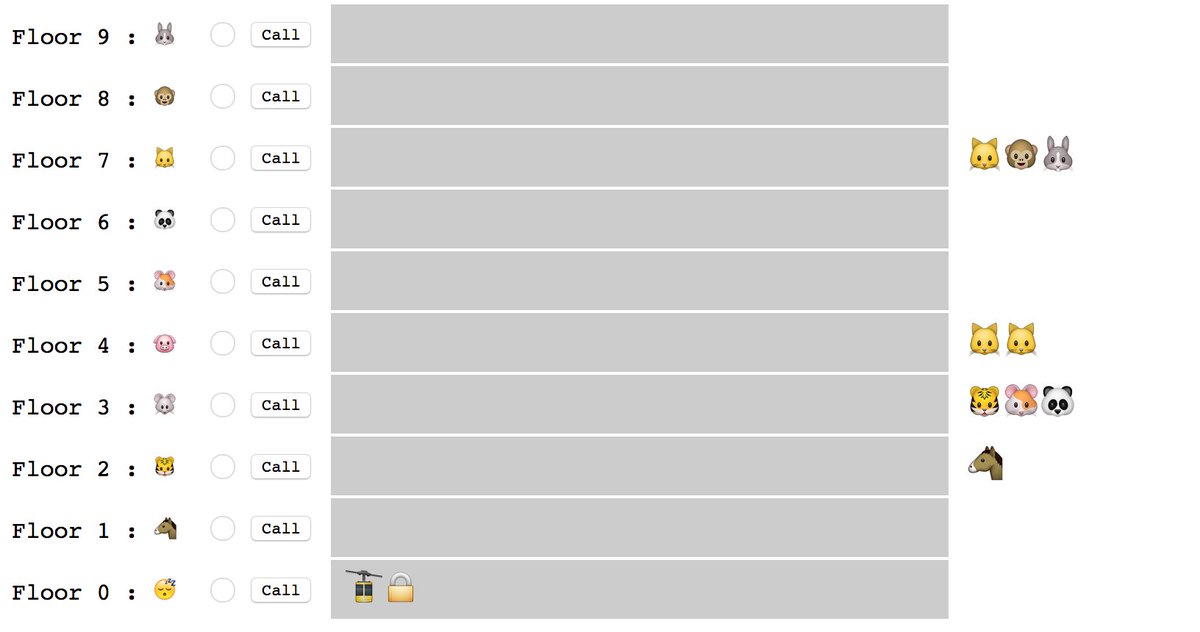 Floor 9 : 🐰 Call
Floor 8 : 🐵 Call
Floor 7 : 🐱 Call
Floor 6 : 🐼 Call
Floor 5 : 🐹 Call
Floor 4 : 🐷 Call
Floor 3 : 🐭 Call
Floor 2 : 🐯 Call
Floor 1 : 🐴 Call
Floor 0 : 😴 Call